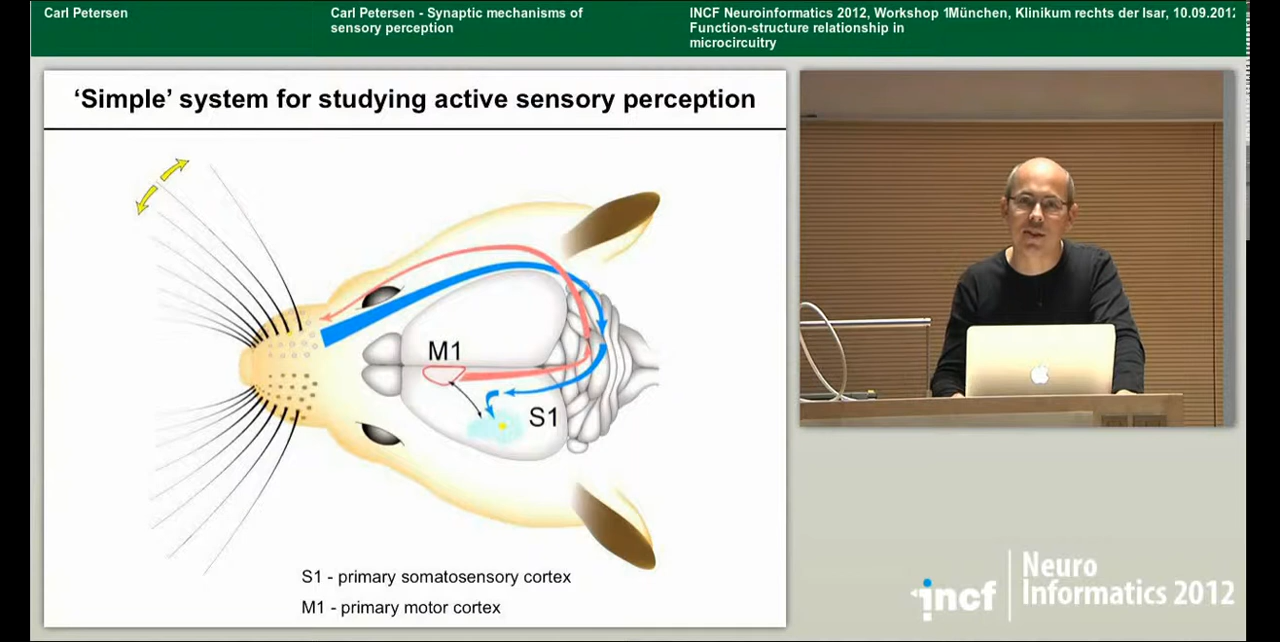 Carl Petersen
Carl Petersen - Synaptic mechanisms of
sensory perception
INCF Neuroinformatics 2012, Workshop 1München, Klinikum rechts der Isar, 10.09.2012
Function-structure relationship in
microcircuitry
‘Simple’ system for studying active sensory perception
M1
S1
S1 - primary somatosensory cortex
M1 - primary motor cortex
incf
Neuro
Informatics 2012